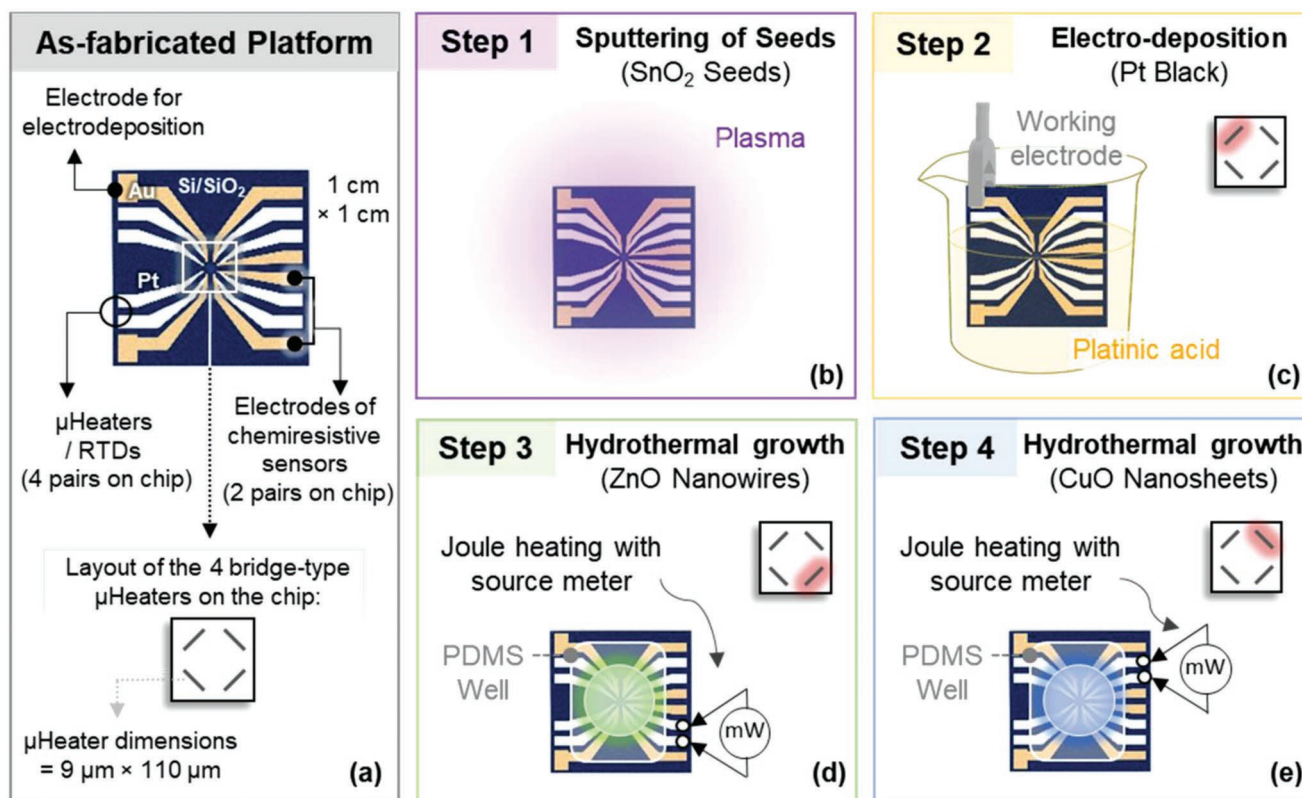 As-fabricated Platform
Electrode for
electrodeposition
Au
Si/SiO₂
1 cm
× 1 cm
Pt
µHeaters
/ RTDs
(4 pairs on chip)
Electrodes of
chemiresistive
sensors
(2 pairs on chip)
Layout of the 4 bridge-type
µHeaters on the chip:
µHeater dimensions
= 9 µm × 110 µm
(a)
Step 1
Sputtering of Seeds
(SnO₂ Seeds)
Plasma
(b)
Step 2
Electro-deposition
(Pt Black)
Working
electrode
Platinic acid
(c)
Step 3
Hydrothermal growth
(ZnO Nanowires)
Joule heating with
source meter
PDMS
Well
mW
(d)
Step 4
Hydrothermal growth
(CuO Nanosheets)
Joule heating with
source meter
PDMS
Well
mW
(e)